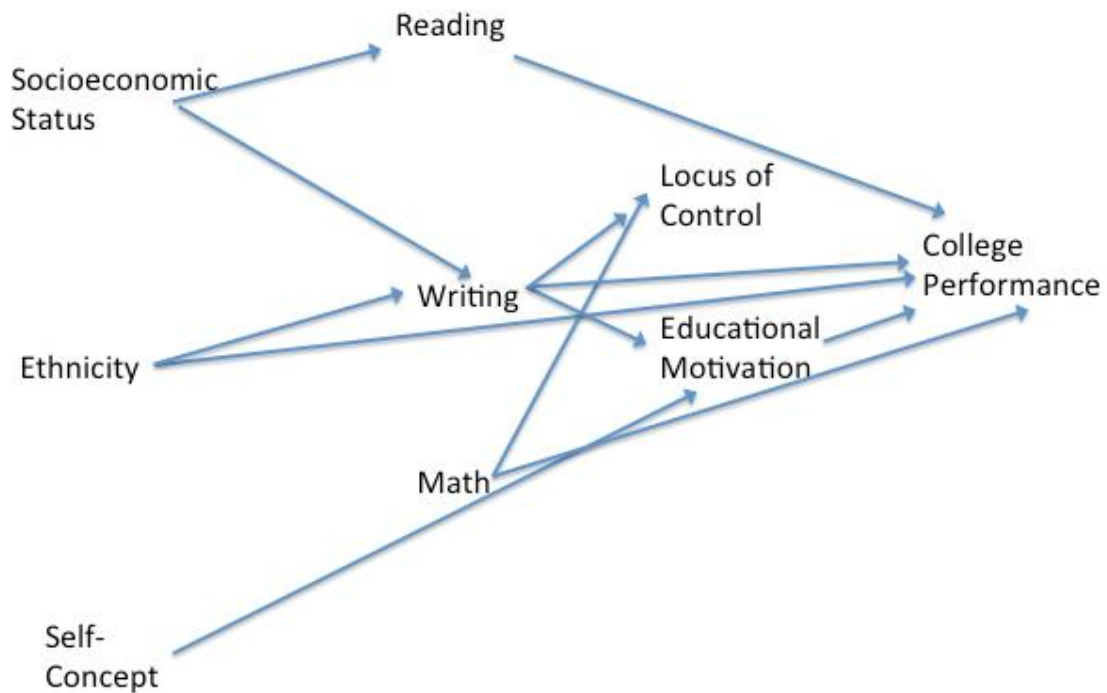 Reading
Socioeconomic
Status
Locus of
Control
College
Performance
Writing
Educational
Motivation
Ethnicity
Math
Self-
Concept